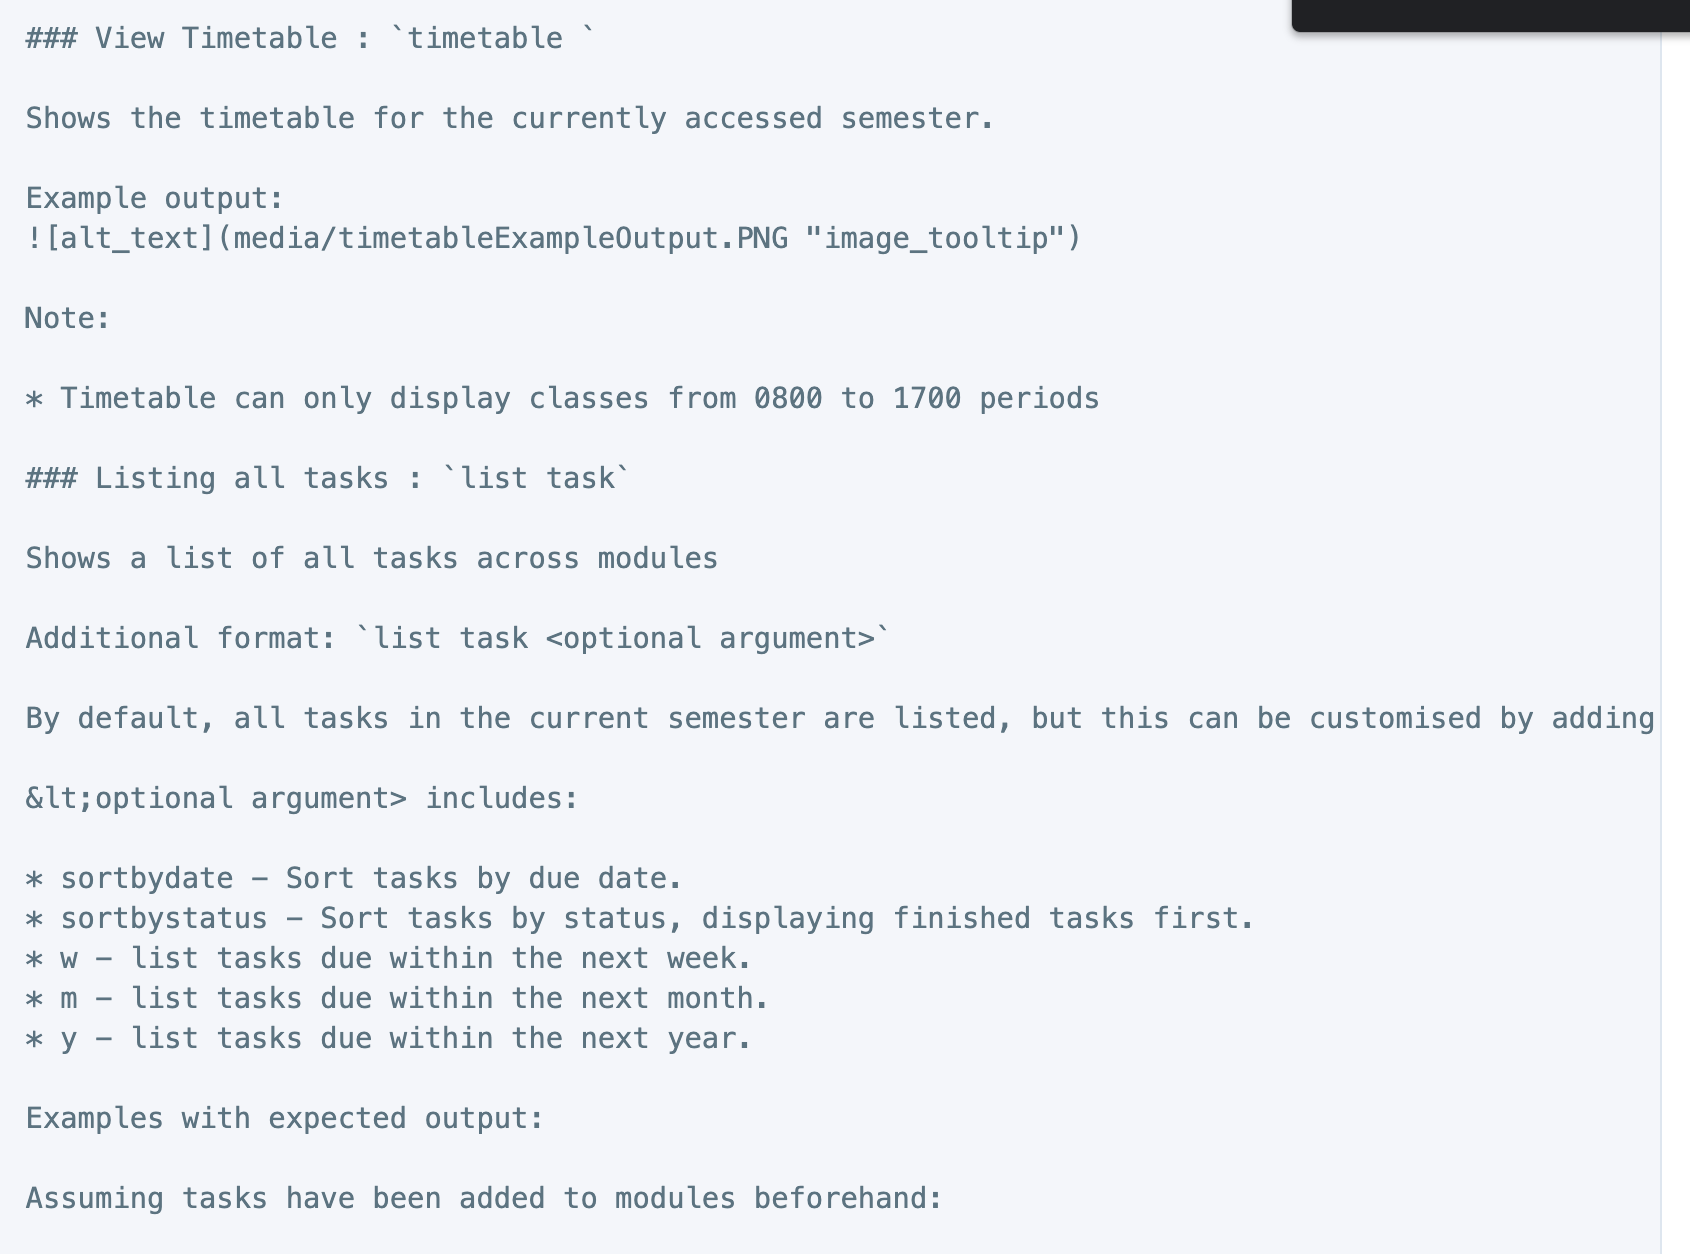 ### View Timetable : `timetable `
Shows the timetable for the currently accessed semester.
Example output:
![alt_text](media/timetableExampleOutput.PNG "image_tooltip")
Note:
* Timetable can only display classes from 0800 to 1700 periods
### Listing all tasks : `list task`
Shows a list of all tasks across modules
Additional format: `list task <optional argument>`
By default, all tasks in the current semester are listed, but this can be customised by adding
&lt;optional argument> includes:
* sortbydate – Sort tasks by due date.
* sortbystatus – Sort tasks by status, displaying finished tasks first.
* w – list tasks due within the next week.
* m – list tasks due within the next month.
* y – list tasks due within the next year.
Examples with expected output:
Assuming tasks have been added to modules beforehand: